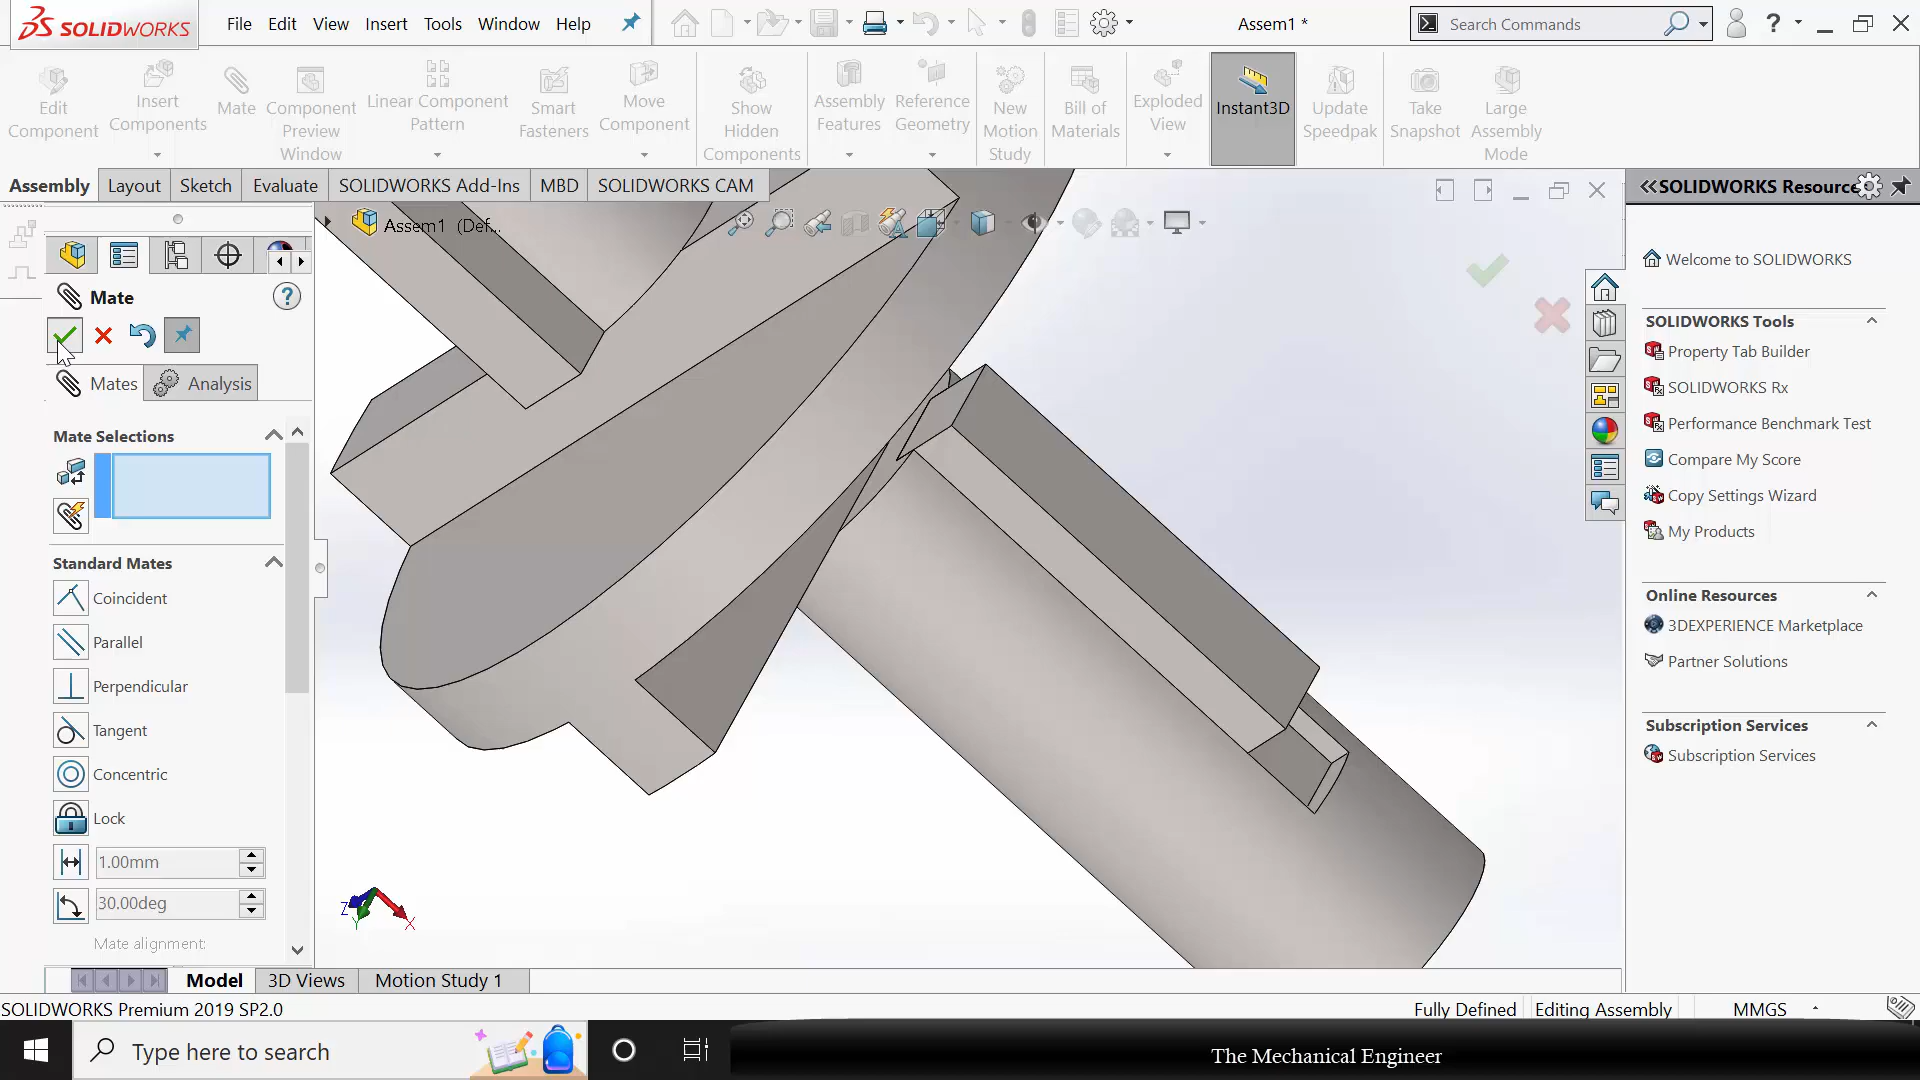 SOLIDWORKS
File Edit View Insert Tools Window Help
Assem1 *
Search Commands
?
Edit Component
Insert Components
Mate
Component Preview Window
Linear Component Pattern
Smart Fasteners
Move Component
Show Hidden Components
Assembly Features
Reference Geometry
New Motion Study
Bill of Materials
Exploded View
Instant3D
Update Speedpak
Take Snapshot
Large Assembly Mode
Assembly Layout Sketch Evaluate SOLIDWORKS Add-Ins MBD SOLIDWORKS CAM
SOLIDWORKS Resource
Assem1 (Def...
Mate
?
Mates Analysis
Mate Selections
Standard Mates
Coincident
Parallel
Perpendicular
Tangent
Concentric
Lock
1.00mm
30.00deg
Mate alignment:
Z Y X
Welcome to SOLIDWORKS
SOLIDWORKS Tools
Property Tab Builder
SOLIDWORKS Rx
Performance Benchmark Test
Compare My Score
Copy Settings Wizard
My Products
Online Resources
3DEXPERIENCE Marketplace
Partner Solutions
Subscription Services
Subscription Services
Model 3D Views Motion Study 1
SOLIDWORKS Premium 2019 SP2.0
Fully Defined Editing Assembly MMGS
Type here to search
The Mechanical Engineer